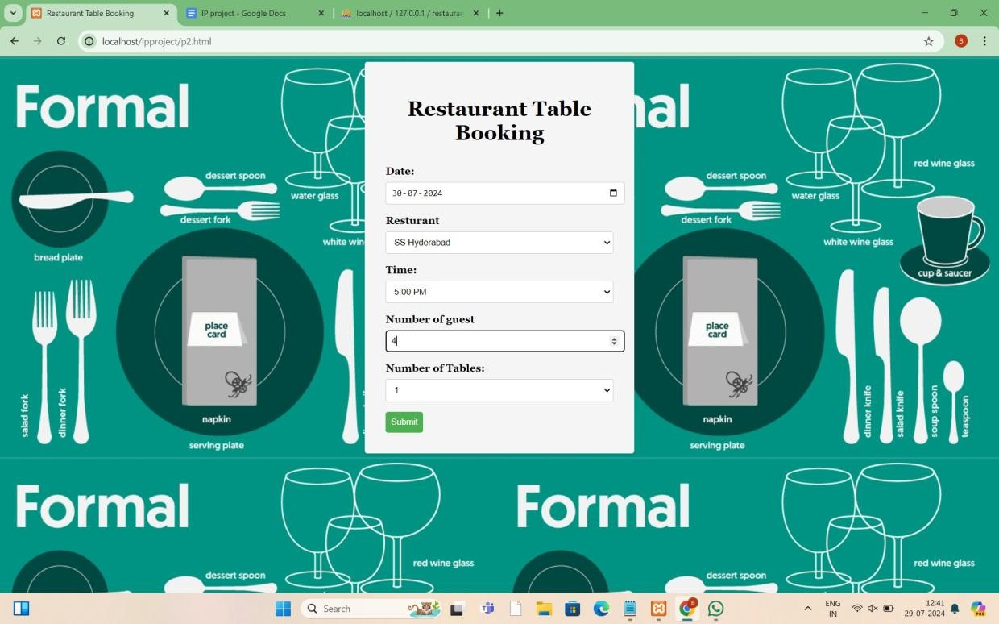 Restaurant Table Booking
IP project - Google Docs
localhost / 127.0.0.1 / restauran
localhost/ipproject/p2.html
B
Formal
bread plate
dessert spoon
dessert fork
water glass
white win
salad fork
dinner fork
place
card
napkin
serving plate
Restaurant Table
Booking
Date:
30-07-2024
Resturant
SS Hyderabad
Time:
5:00 PM
Number of guest
4
Number of Tables:
1
Submit
nal
dessert spoon
dessert fork
water glass
red wine glass
white wine glass
cup & saucer
place
card
napkin
serving plate
dinner knife
salad knife
soup spoon
teaspoon
Formal
red wine glass
dessert spoon
Formal
red wine glass
dessert spoon
Search
ENG
IN
12:41
29-07-2024